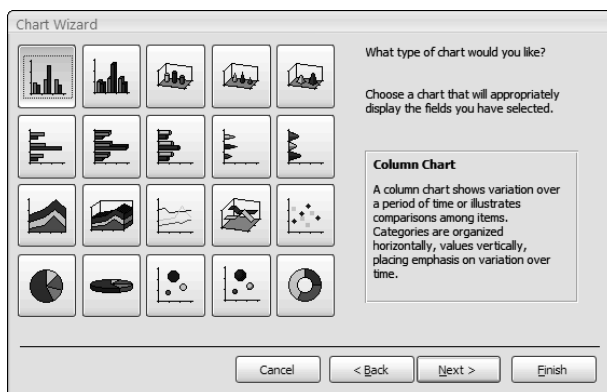 Chart Wizard
What type of chart would you like?
Choose a chart that will appropriately
display the fields you have selected.
Column Chart
A column chart shows variation over
a period of time or illustrates
comparisons among items.
Categories are organized
horizontally, values vertically,
placing emphasis on variation over
time.
Cancel
< Back
Next >
Finish